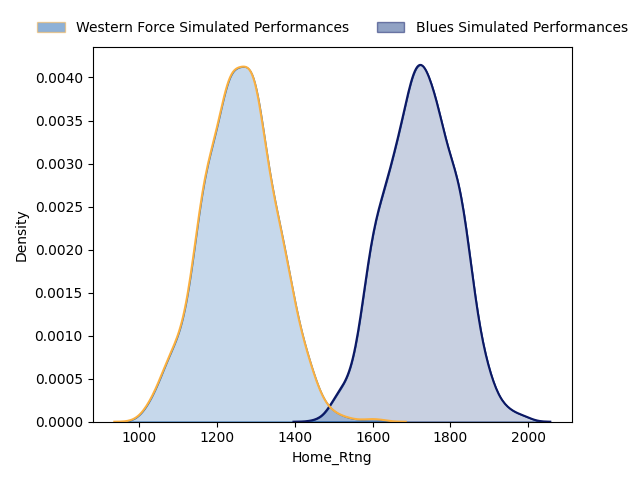 Western Force Simulated Performances
Blues Simulated Performances
0.0040
0.0035
0.0030
0.0025
0.0020
0.0015
0.0010
0.0005
0.0000
Density
1000 1200 1400 1600 1800 2000
Home_Rtng